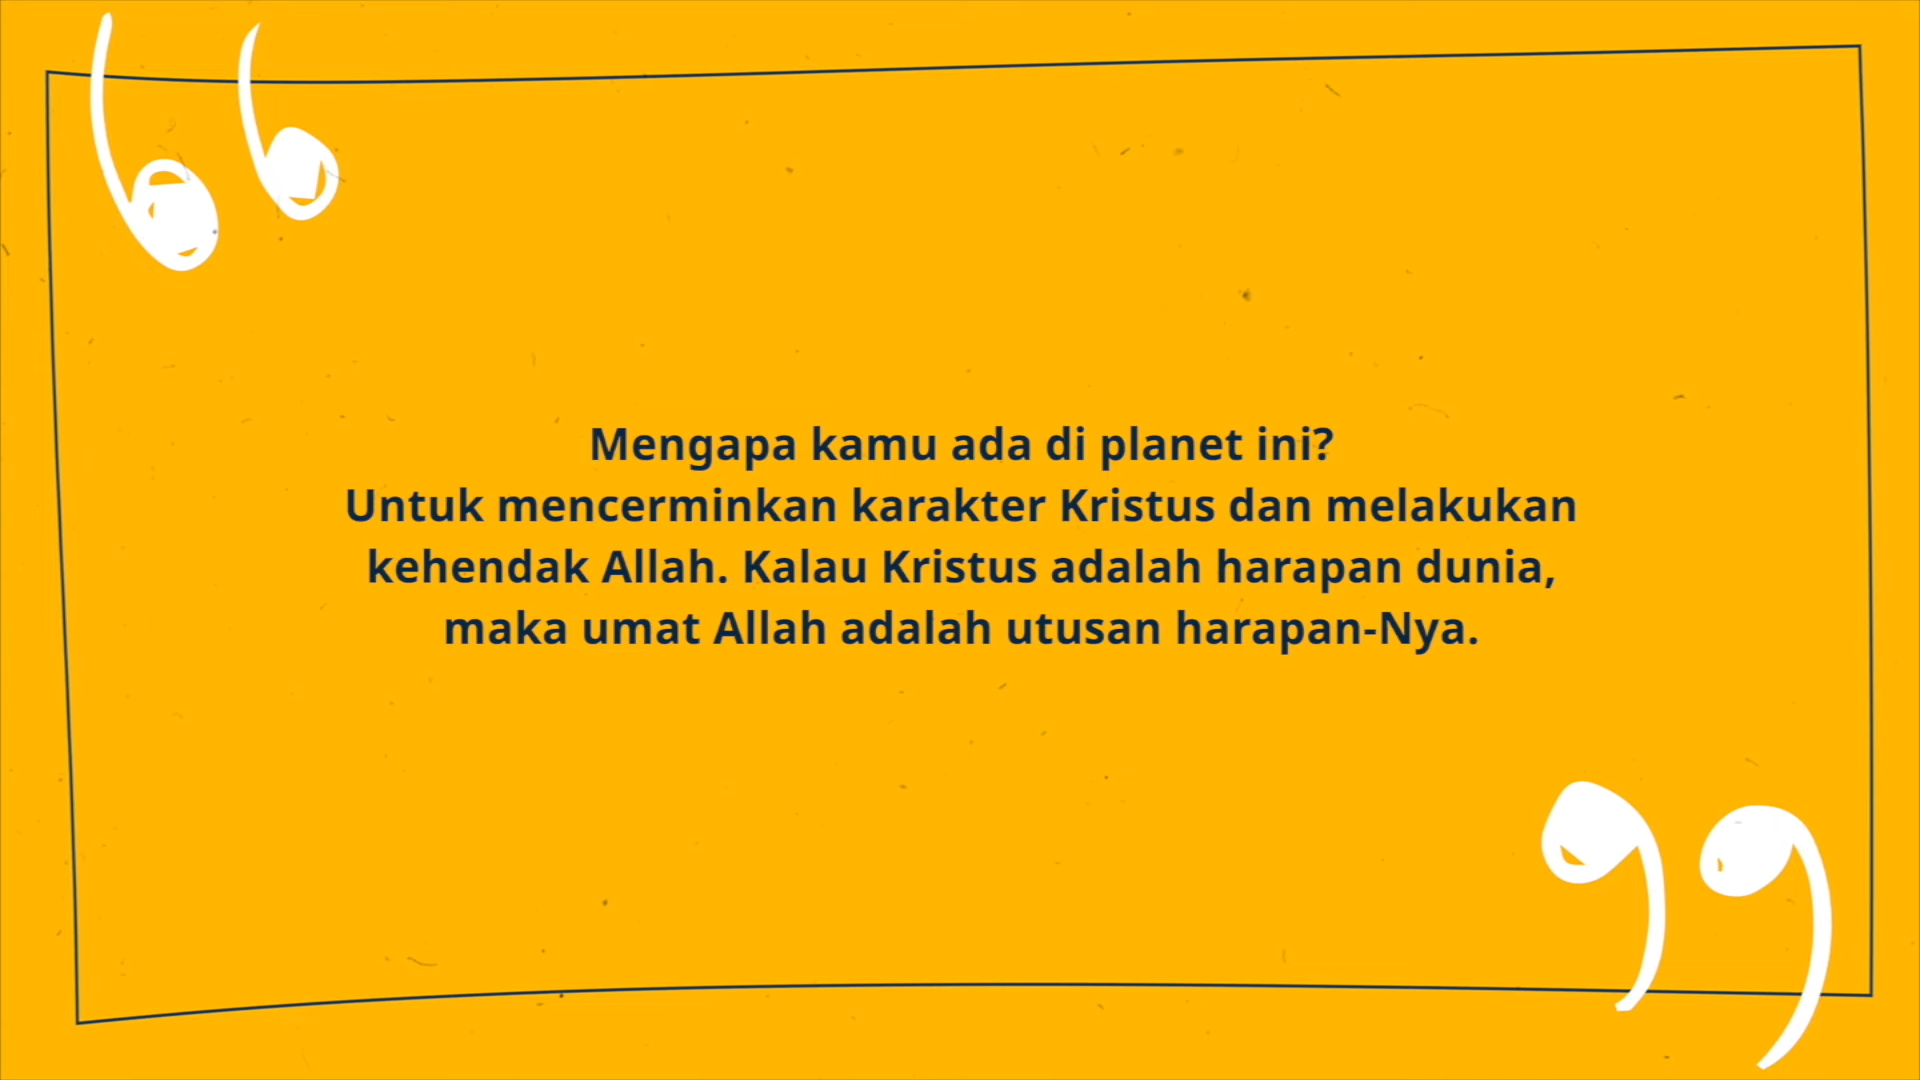 Mengapa kamu ada di planet ini?
Untuk mencerminkan karakter Kristus dan melakukan
kehendak Allah. Kalau Kristus adalah harapan dunia,
maka umat Allah adalah utusan harapan-Nya.